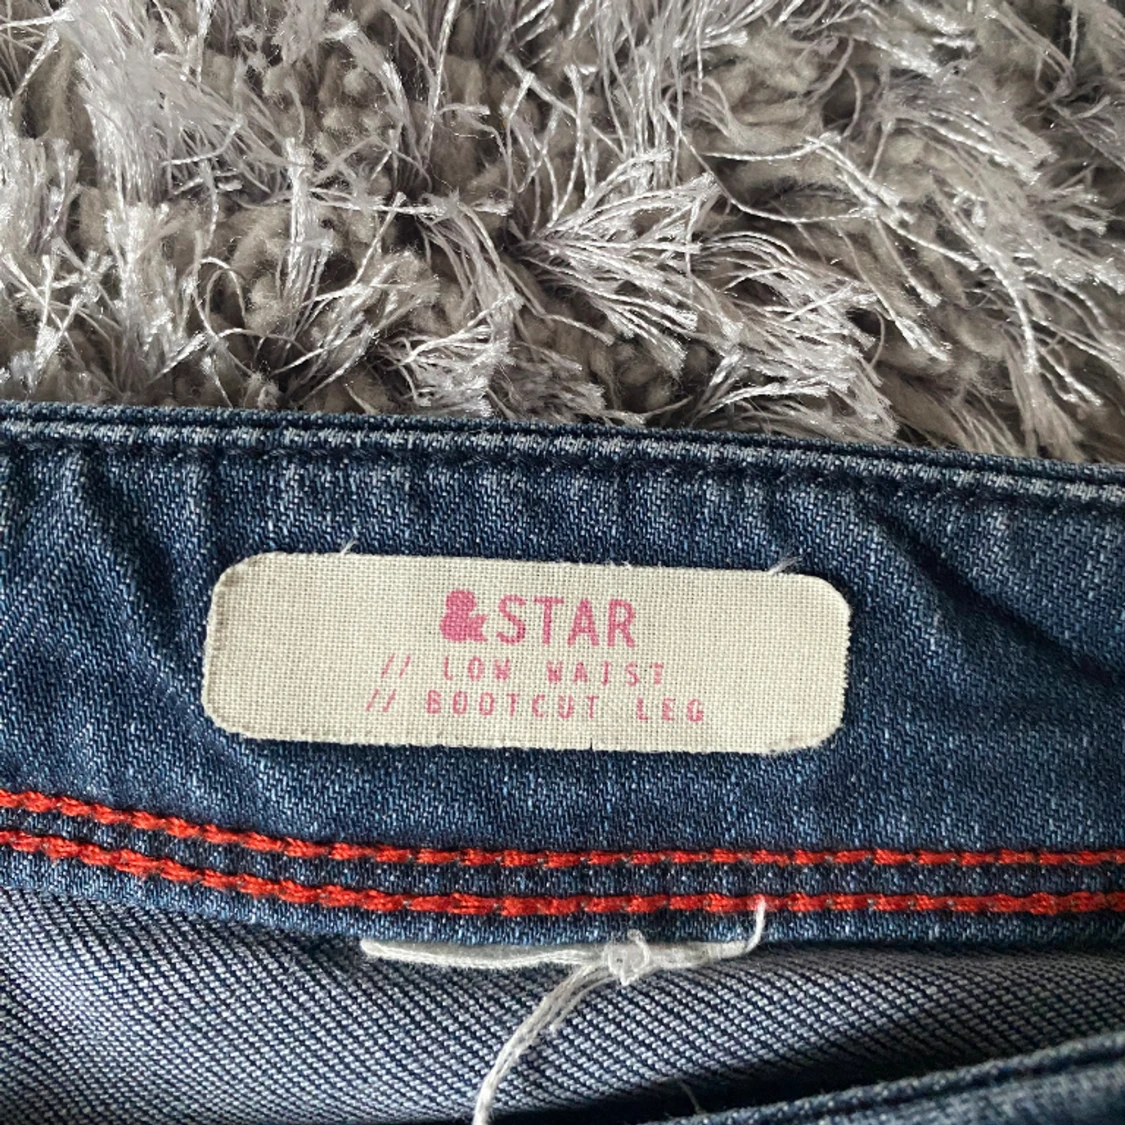 &STAR
// LOW WAIST
// BOOTCUT LEG